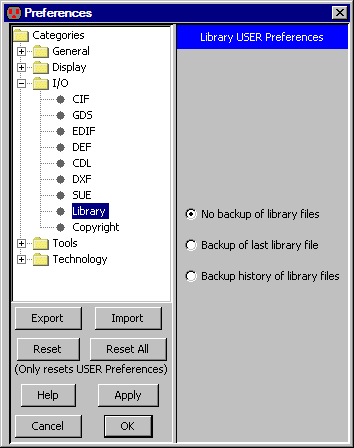 Preferences
Categories
General
Display
I/O
CIF
GDS
EDIF
DEF
CDL
DXF
SUE
Library
Copyright
Tools
Technology
Export Import
Reset Reset All
(Only resets USER Preferences)
Help Apply
Cancel OK
Library USER Preferences
No backup of library files
Backup of last library file
Backup history of library files